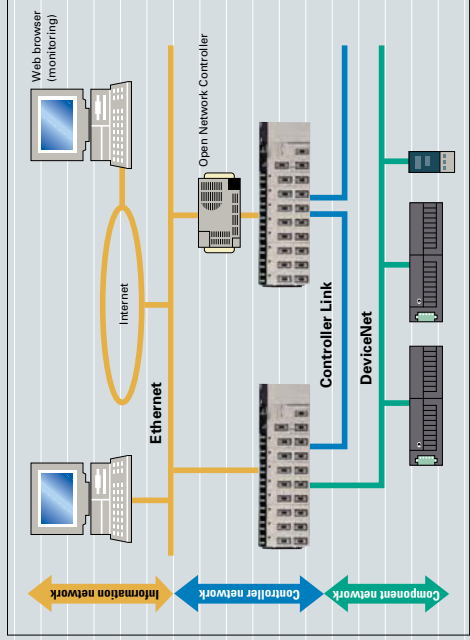 Web browser
(monitoring)
Internet
Ethernet
Open Network Controller
Controller Link
DeviceNet
Information network
Controller network
Component network